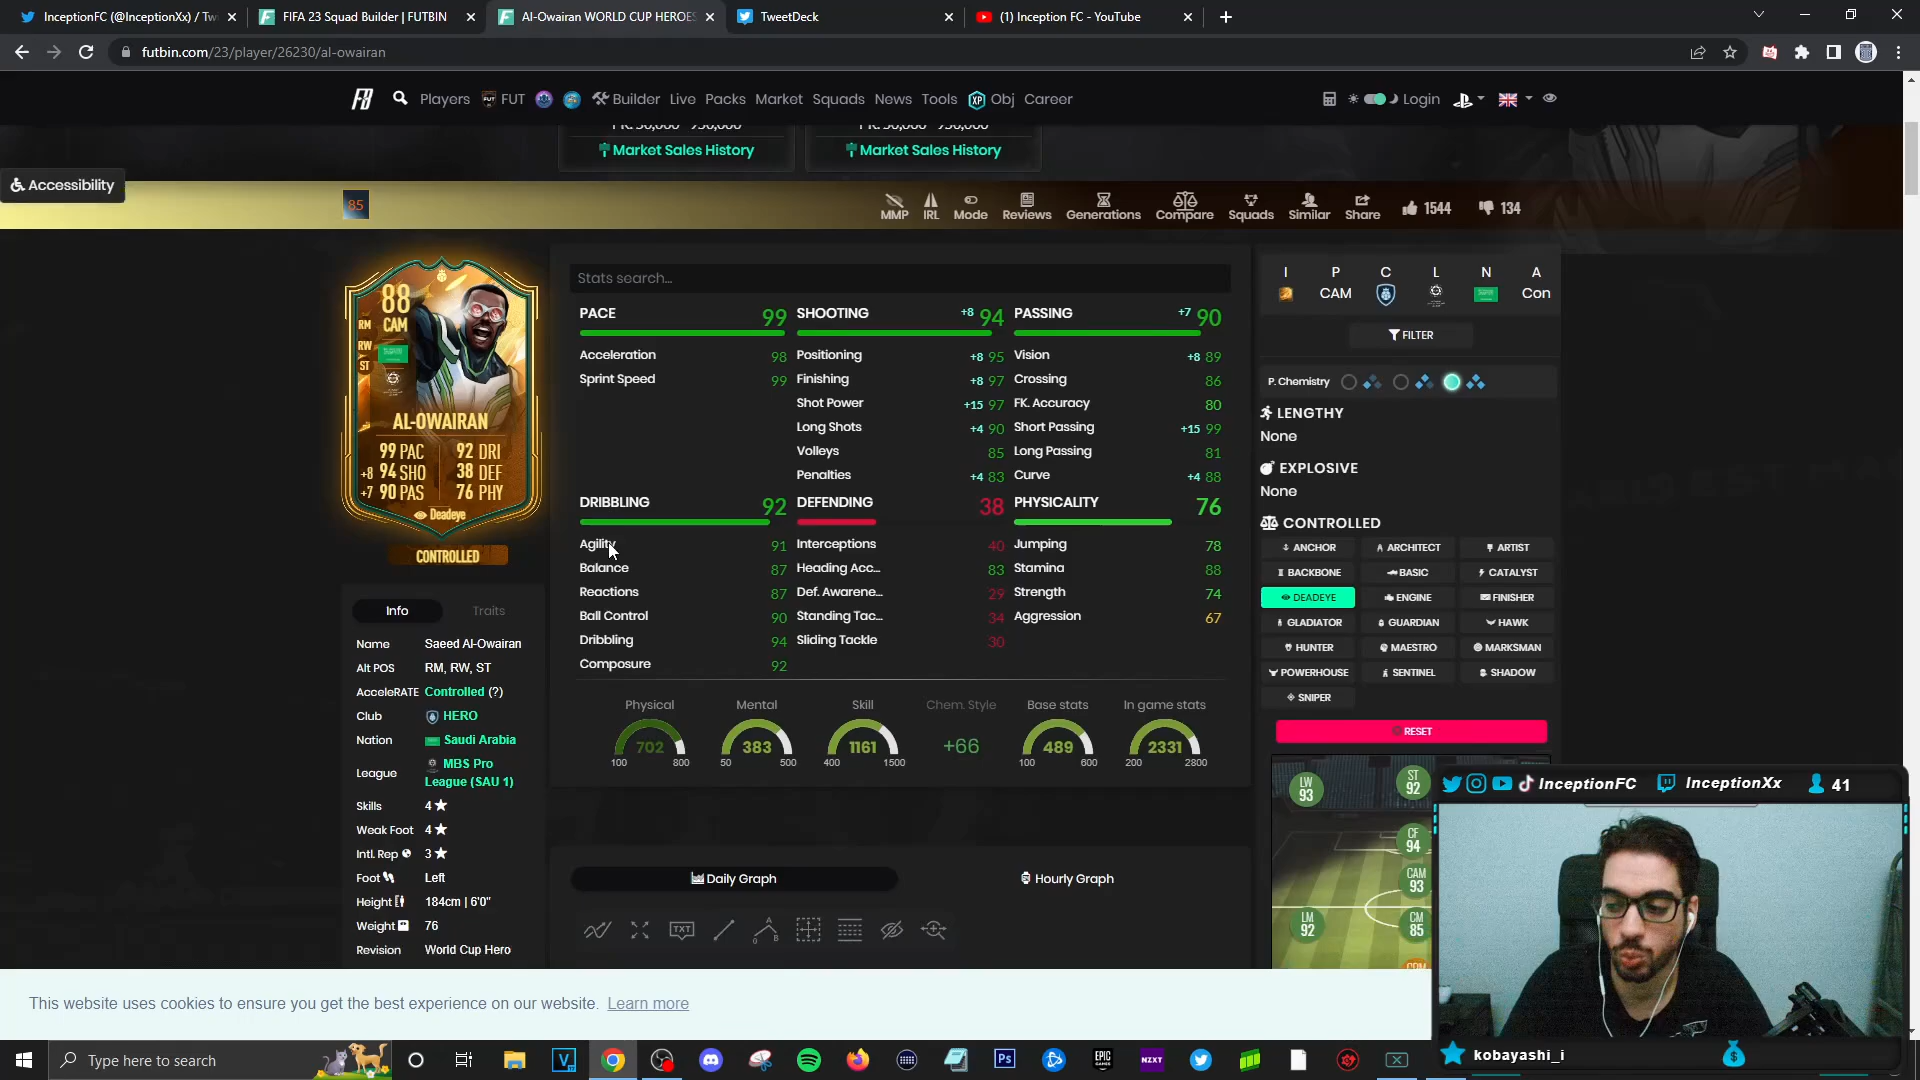 InceptionFC (@InceptionXx) / Tw
FIFA 23 Squad Builder | FUTBIN
Al-Owairan WORLD CUP HEROES
TweetDeck
(1) Inception FC - YouTube
futbin.com/23/player/26230/al-owairan
Players FUT Builder Live Packs Market Squads News Tools XP Obj Career
Login
Market Sales History
Market Sales History
Accessibility
85
MMP IRL Mode Reviews Generations Compare Squads Similar Share 1544 134
88
CAM
RM
RW
ST
AL-OWAIRAN
99 PAC 92 DRI
+8 94 SHO 38 DEF
+7 90 PAS 76 PHY
Deadeye
CONTROLLED
Info Traits
Name Saeed Al-Owairan
Alt POS RM, RW, ST
AcceleRATE Controlled (?)
Club HERO
Nation Saudi Arabia
League MBS Pro
League (SAU 1)
Skills 4
Weak Foot 4
Intl. Rep 3
Foot Left
Height 184cm | 6'0"
Weight 76
Revision World Cup Hero
Stats search...
PACE 99
Acceleration 98
Sprint Speed 99
SHOOTING +8 94
Positioning +8 95
Finishing +8 97
Shot Power +15 97
Long Shots +4 90
Volleys 85
Penalties +4 83
PASSING +7 90
Vision +8 89
Crossing 86
FK. Accuracy 80
Short Passing +15 99
Long Passing 81
Curve +4 88
DRIBBLING 92
Agility 91
Balance 87
Reactions 87
Ball Control 90
Dribbling 94
Composure 92
DEFENDING 38
Interceptions 40
Heading Acc... 83
Def. Awarene... 29
Standing Tac... 34
Sliding Tackle 30
PHYSICALITY 76
Jumping 78
Stamina 88
Strength 74
Aggression 67
Physical Mental Skill Chem. Style Base stats In game stats
702 383 1161 +66 489 2331
100 800 50 500 400 1500 100 600 200 2800
Daily Graph Hourly Graph
TXT
I P C L N A
CAM Con
FILTER
P. Chemistry
LENGTHY
None
EXPLOSIVE
None
CONTROLLED
ANCHOR ARCHITECT ARTIST
BACKBONE BASIC CATALYST
DEADEYE ENGINE FINISHER
GLADIATOR GUARDIAN HAWK
HUNTER MAESTRO MARKSMAN
POWERHOUSE SENTINEL SHADOW
SNIPER
RESET
LW
93
ST
92
CF
94
CAM
93
LM
92
CM
85
InceptionFC InceptionXx 41
This website uses cookies to ensure you get the best experience on our website. Learn more
Type here to search
kobayashi_i